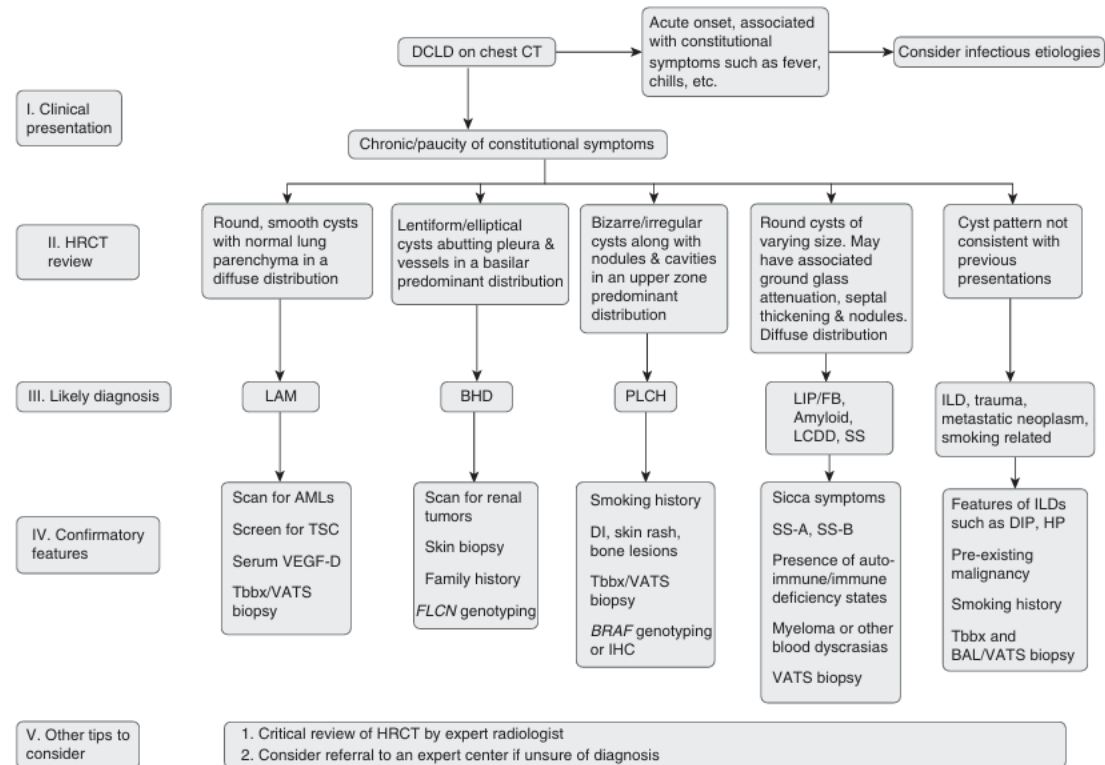 DCLD on chest CT
Acute onset, associated
with constitutional
symptoms such as fever,
chills, etc.
Consider infectious etiologies
I. Clinical
presentation
Chronic/paucity of constitutional symptoms
II. HRCT
review
Round, smooth cysts
with normal lung
parenchyma in a
diffuse distribution
Lentiform/elliptical
cysts abutting pleura &
vessels in a basilar
predominant distribution
Bizarre/irregular
cysts along with
nodules & cavities
in an upper zone
predominant
distribution
Round cysts of
varying size. May
have associated
ground glass
attenuation, septal
thickening & nodules.
Diffuse distribution
Cyst pattern not
consistent with
previous
presentations
III. Likely diagnosis
LAM
BHD
PLCH
LIP/FB,
Amyloid,
LCDD, SS
ILD, trauma,
metastatic neoplasm,
smoking related
IV. Confirmatory
features
Scan for AMLs
Screen for TSC
Serum VEGF-D
Tbbx/VATS
biopsy
Scan for renal
tumors
Skin biopsy
Family history
FLCN genotyping
Smoking history
DI, skin rash,
bone lesions
Tbbx/VATS
biopsy
BRAF genotyping
or IHC
Sicca symptoms
SS-A, SS-B
Presence of auto-
immune/immune
deficiency states
Myeloma or other
blood dyscrasias
VATS biopsy
Features of ILDs
such as DIP, HP
Pre-existing
malignancy
Smoking history
Tbbx and
BAL/VATS biopsy
V. Other tips to
consider
1. Critical review of HRCT by expert radiologist
2. Consider referral to an expert center if unsure of diagnosis